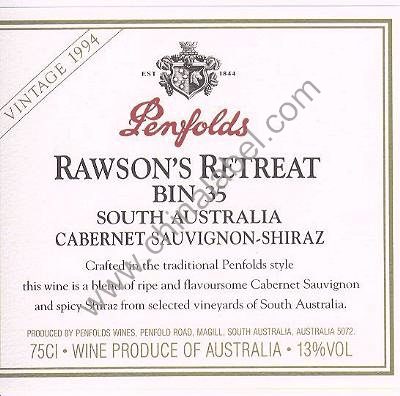 VINTAGE 1994
EST 1844
Penfolds
RAWSON'S RETREAT
BIN 35
SOUTH AUSTRALIA
CABERNET SAUVIGNON-SHIRAZ
Crafted in the traditional Penfolds style
this wine is a blend of ripe and flavoursome Cabernet Sauvignon
and spicy Shiraz from selected vineyards of South Australia.
PRODUCED BY PENFOLDS WINES, PENFOLD ROAD, MAGILL, SOUTH AUSTRALIA, AUSTRALIA 5072.
75Cl • WINE PRODUCE OF AUSTRALIA • 13%VOL
www.chinalabel.com